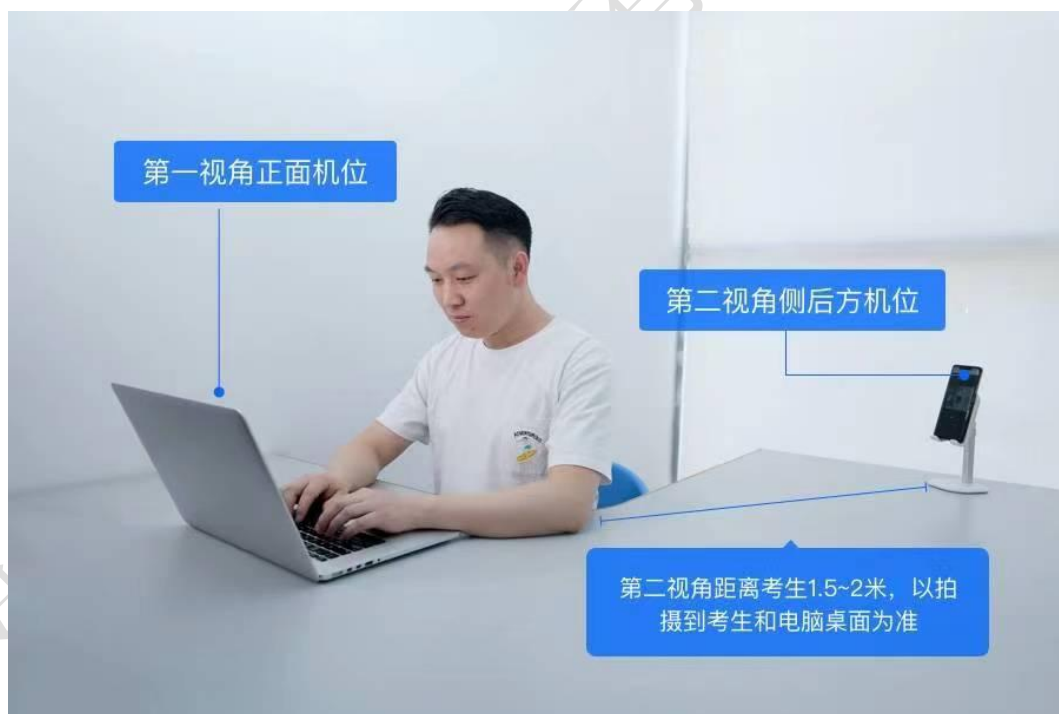 第一视角正面机位
第二视角侧后方机位
第二视角距离考生1.5~2米，以拍
摄到考生和电脑桌面为准